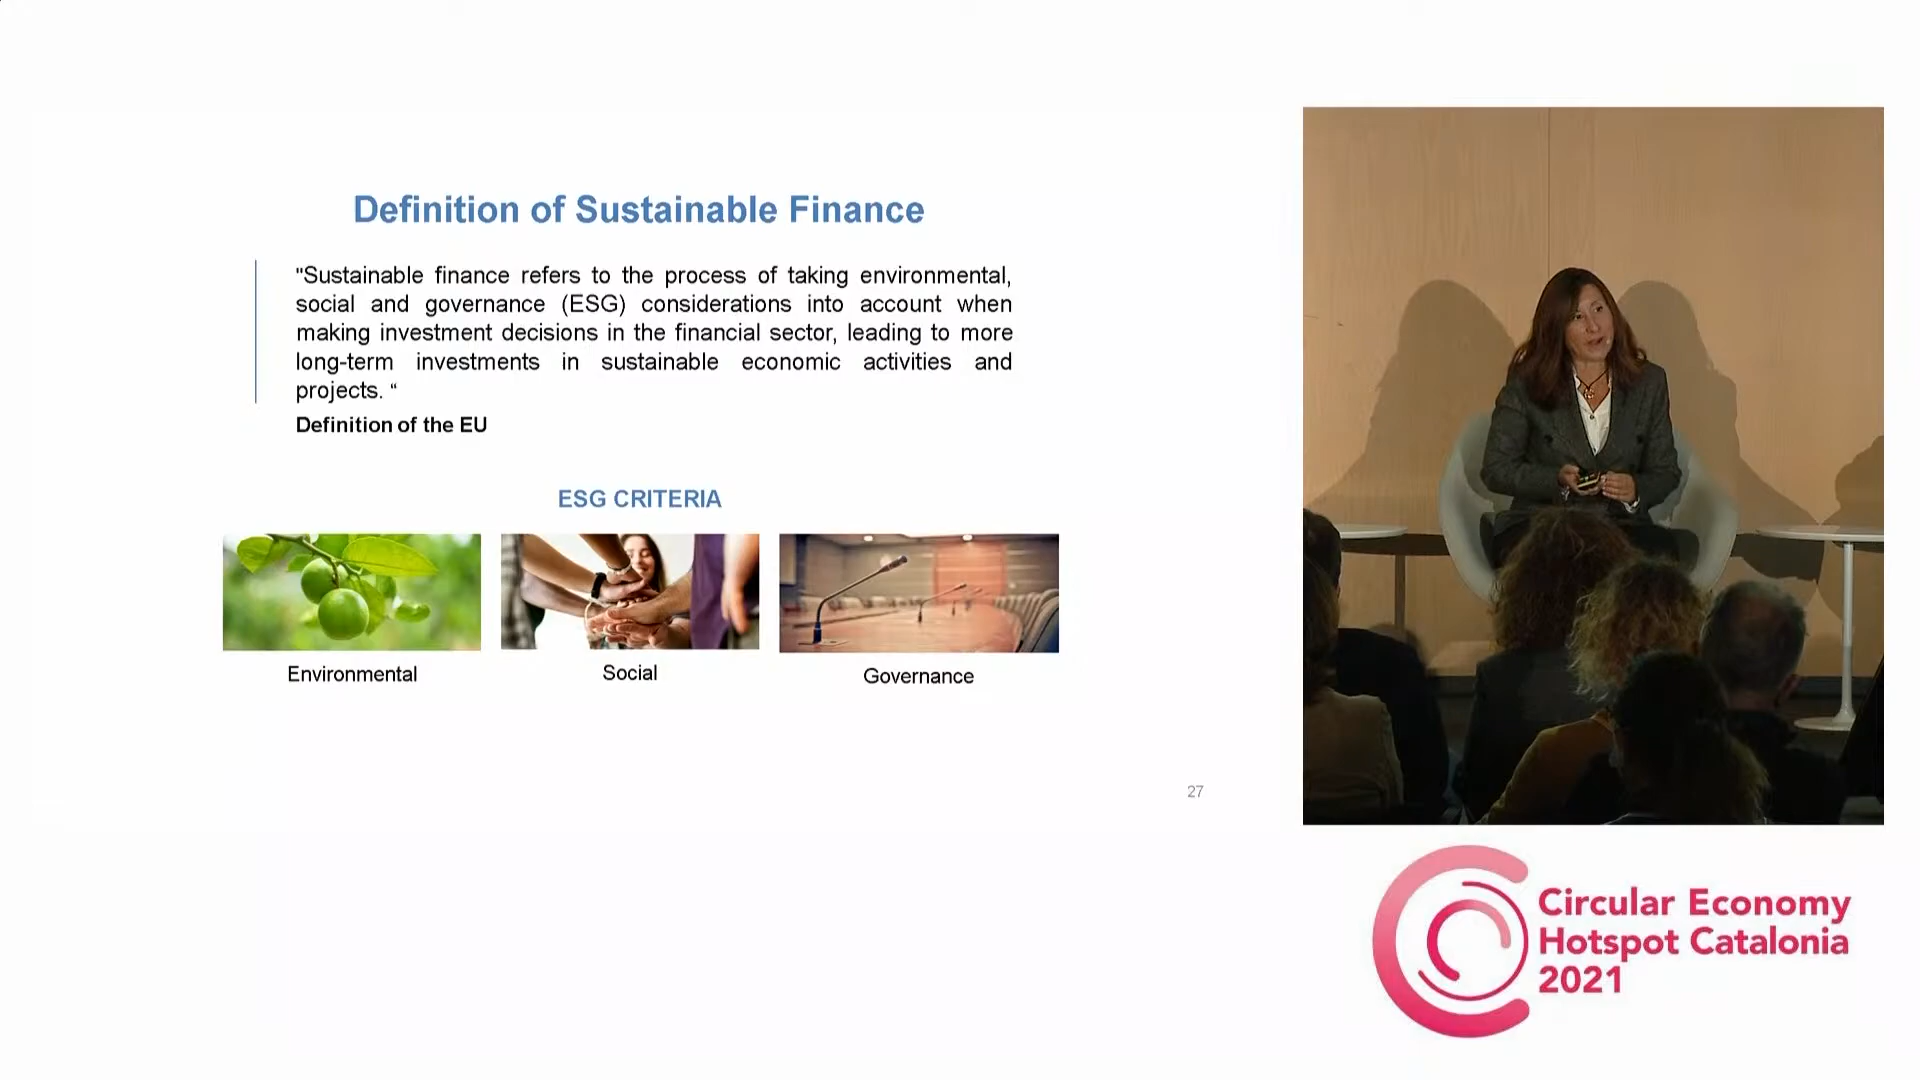 Definition of Sustainable Finance
"Sustainable finance refers to the process of taking environmental,
social and governance (ESG) considerations into account when
making investment decisions in the financial sector, leading to more
long-term investments in sustainable economic activities and
projects. “
Definition of the EU
ESG CRITERIA
Environmental
Social
Governance
27
Circular Economy
Hotspot Catalonia
2021